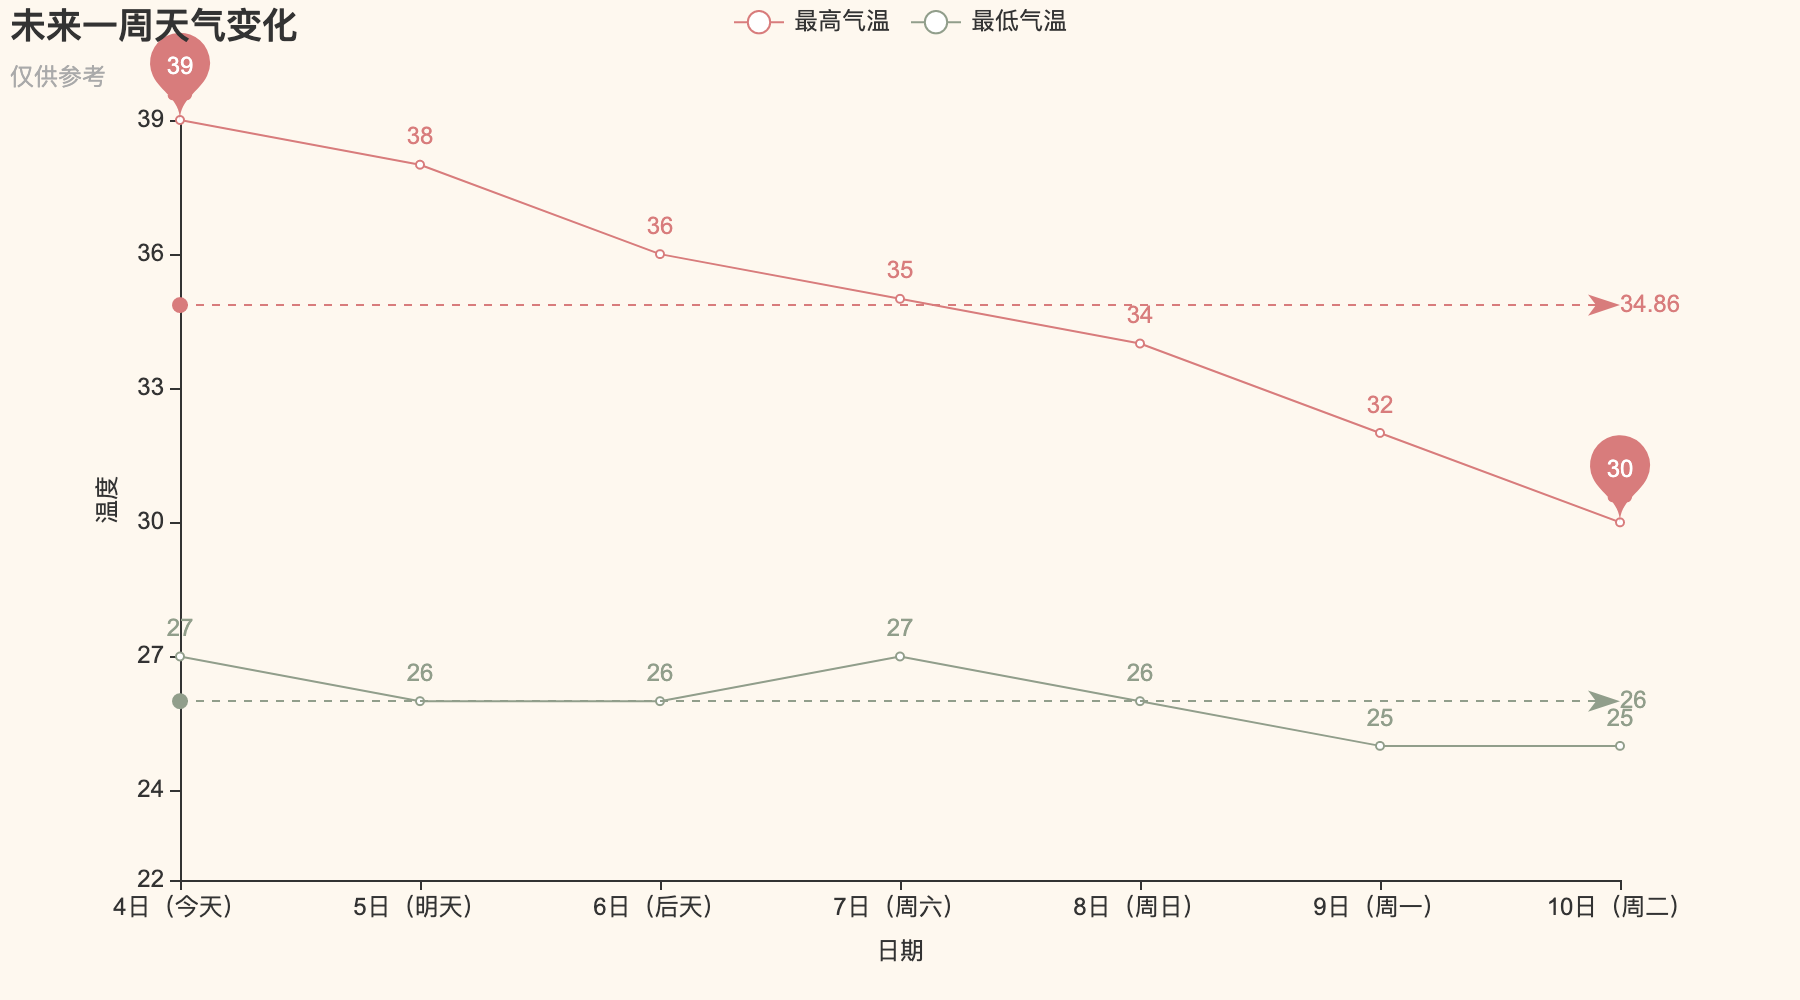 未来一周天气变化
仅供参考
最高气温
最低气温
39
38
36
35
34
32
30
34.86
27
26
26
27
26
25
25
26
温度
39
36
33
30
27
24
22
4日（今天）
5日（明天）
6日（后天）
7日（周六）
8日（周日）
9日（周一）
10日（周二）
日期